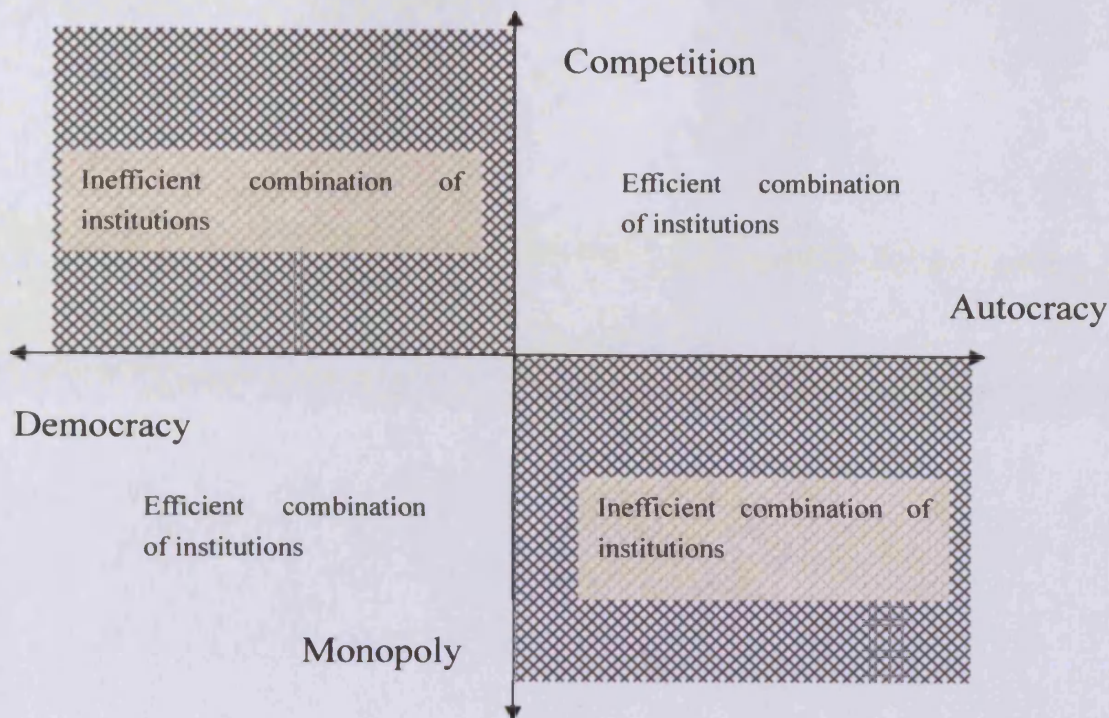 Competition
Inefficient combination of
institutions
Efficient combination
of institutions
Autocracy
Democracy
Efficient combination
of institutions
Inefficient combination of
institutions
Monopoly